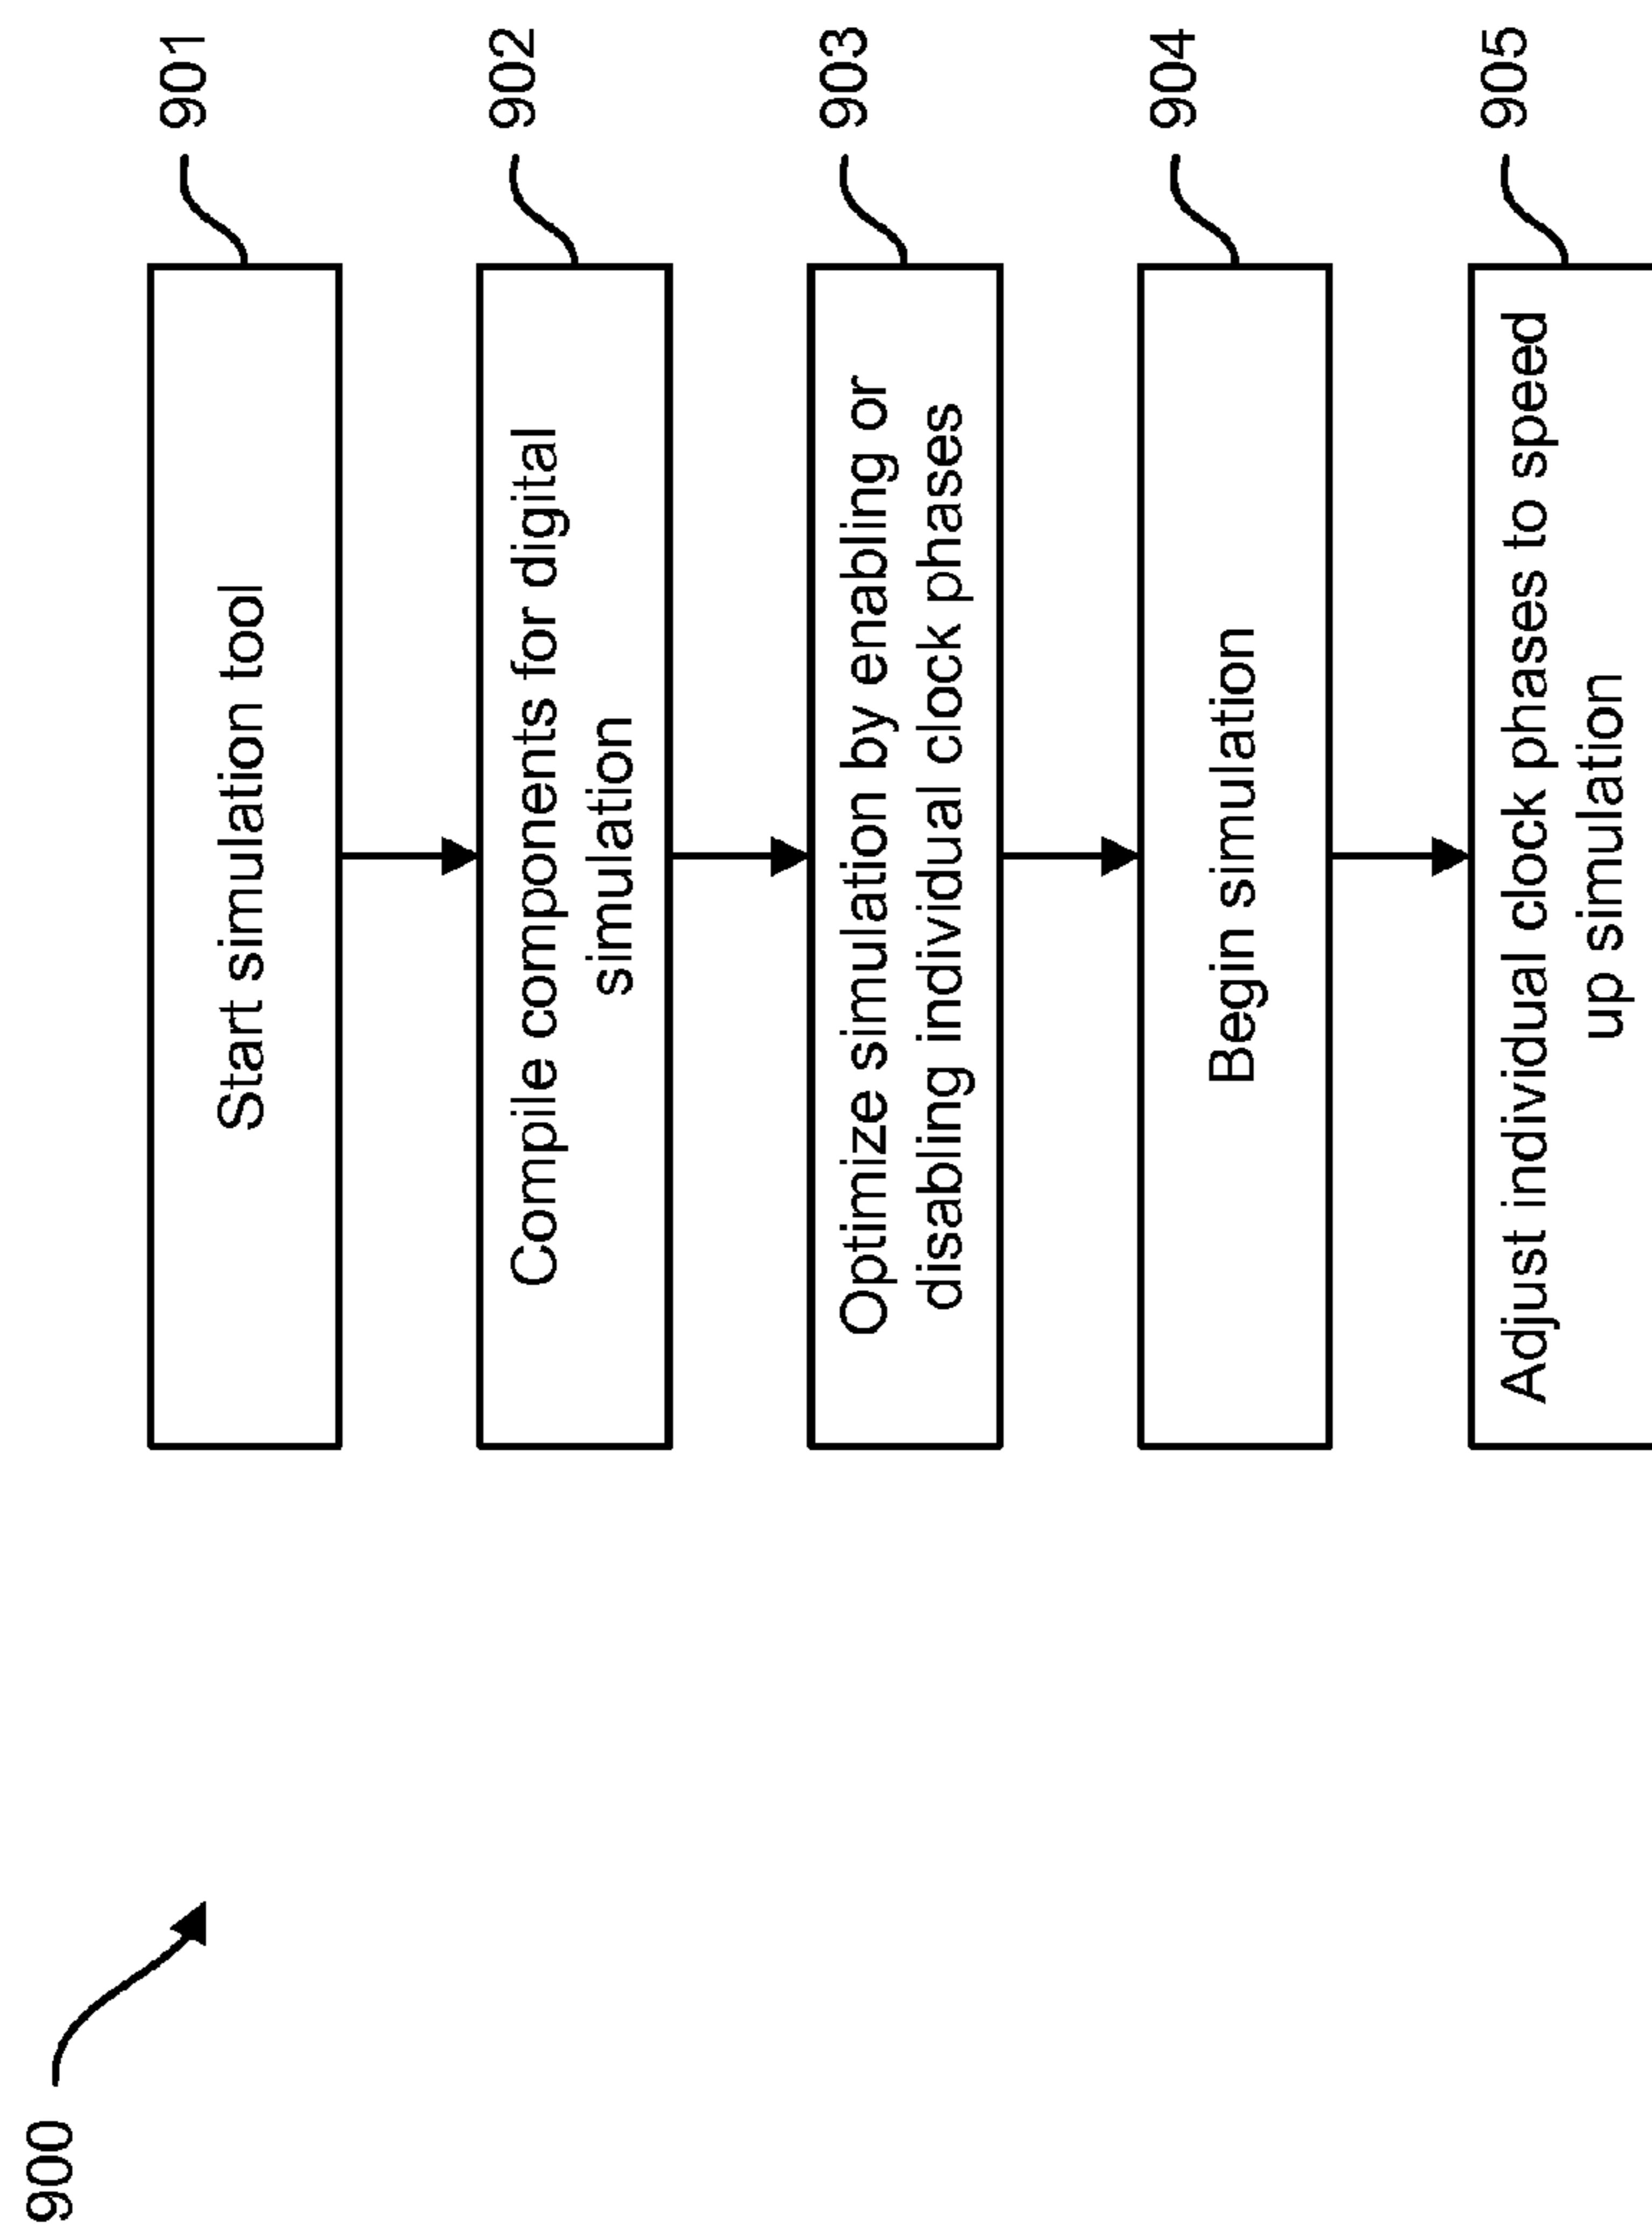 900
Start simulation tool
901
Compile components for digital
simulation
902
Optimize simulation by enabling or
disabling individual clock phases
903
Begin simulation
904
Adjust individual clock phases to speed
up simulation
905